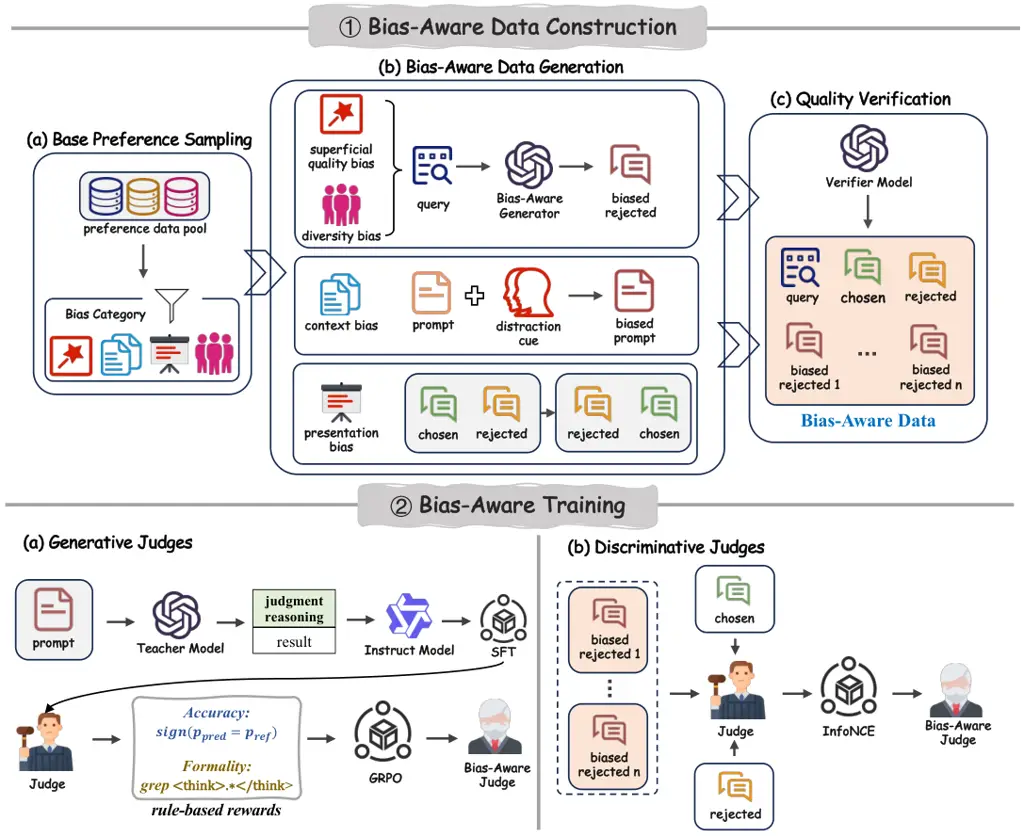 ① Bias-Aware Data Construction
(a) Base Preference Sampling
preference data pool
Bias Category
(b) Bias-Aware Data Generation
superficial
quality bias
diversity bias
query
Bias-Aware
Generator
biased
rejected
context bias
prompt
distraction
cue
biased
prompt
presentation
bias
chosen
rejected
rejected
chosen
(c) Quality Verification
Verifier Model
query
chosen
rejected
biased
rejected 1
...
biased
rejected n
Bias-Aware Data
② Bias-Aware Training
(a) Generative Judges
prompt
Teacher Model
judgment
reasoning
result
Instruct Model
SFT
Judge
Accuracy:
sign(p_pred = p_ref)
Formality:
grep <think>.*</think>
rule-based rewards
GRPO
Bias-Aware
Judge
(b) Discriminative Judges
biased
rejected 1
⋮
biased
rejected n
chosen
Judge
rejected
InfoNCE
Bias-Aware
Judge